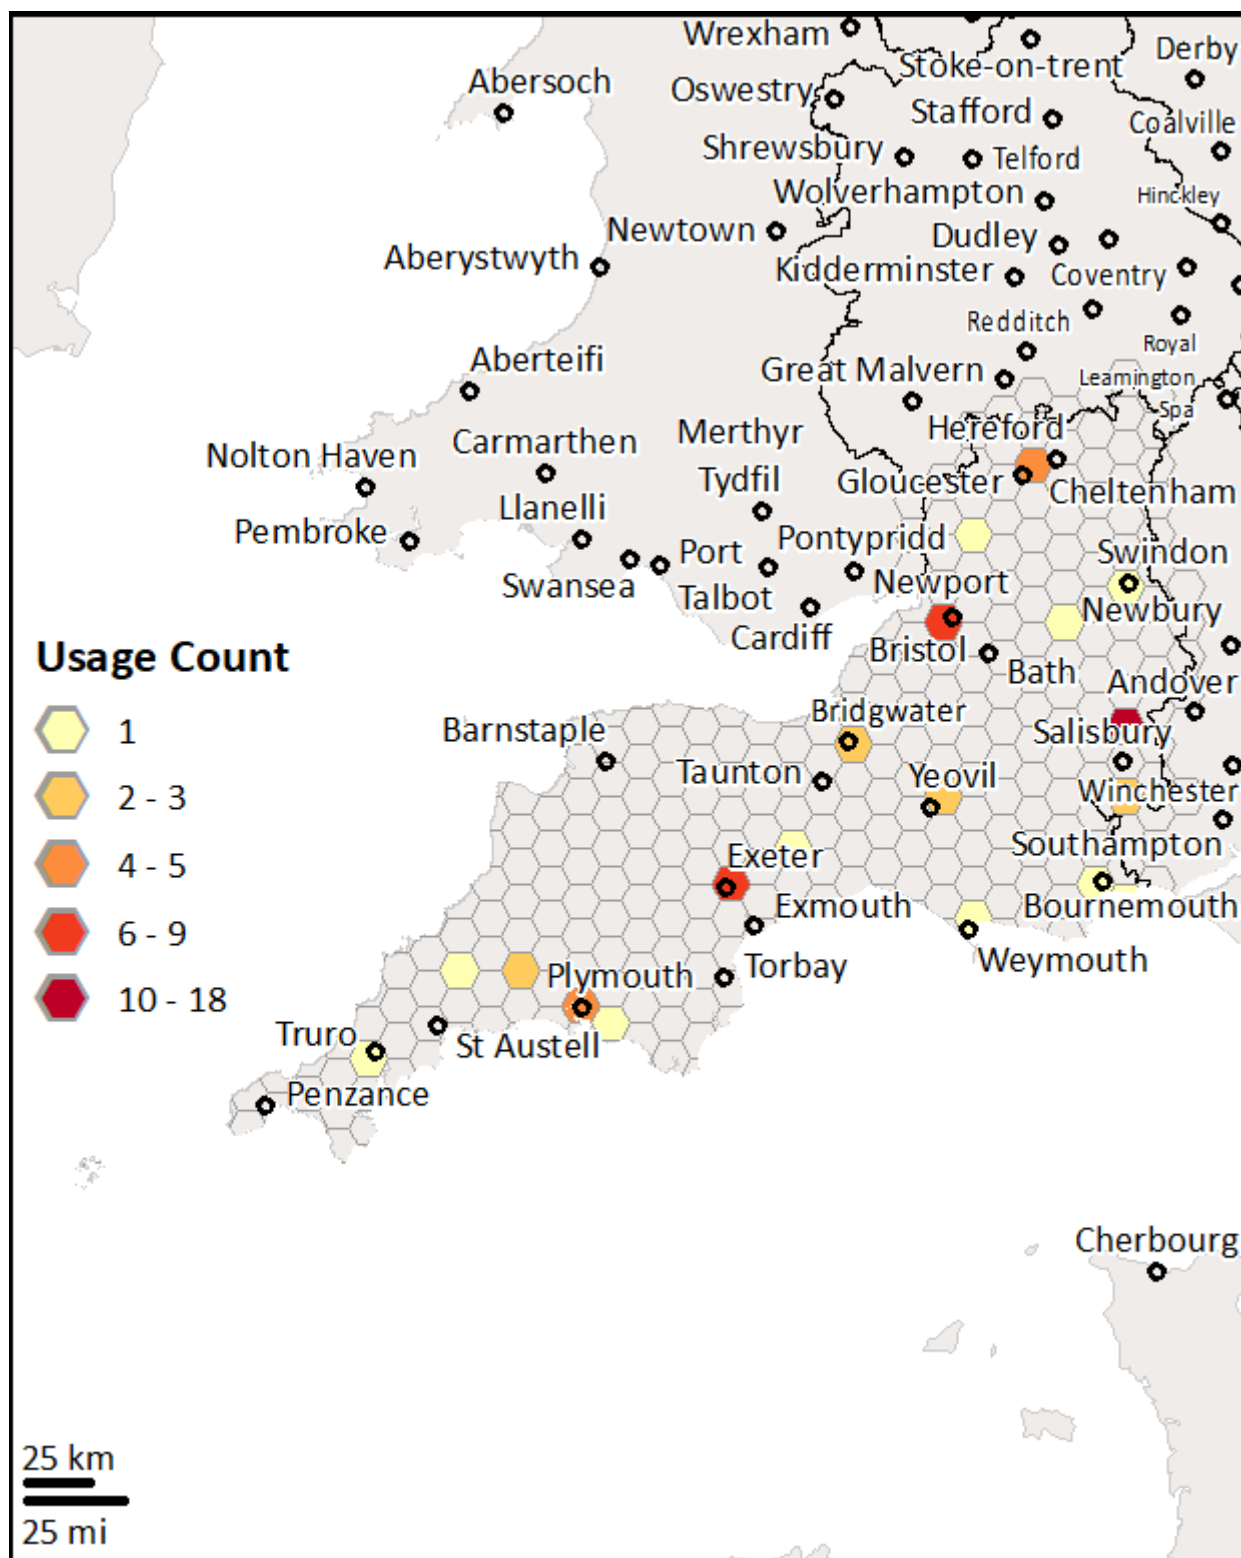 Wrexham
Stoke-on-trent
Derby
Abersoch
Oswestry
Stafford
Coalville
Shrewsbury
Telford
Wolverhampton
Hinckley
Newtown
Dudley
Aberystwyth
Kidderminster
Coventry
Redditch
Royal
Leamington
Spa
Aberteifi
Great Malvern
Hereford
Nolton Haven
Carmarthen
Merthyr
Tydfil
Gloucester
Cheltenham
Llanelli
Pembroke
Port
Talbot
Pontypridd
Swindon
Swansea
Newport
Newbury
Cardiff
Bristol
Bath
Andover
Usage Count
1
2 - 3
4 - 5
6 - 9
10 - 18
Barnstaple
Bridgwater
Salisbury
Taunton
Yeovil
Winchester
Exeter
Southampton
Exmouth
Bournemouth
Weymouth
Plymouth
Torbay
Truro
St Austell
Penzance
Cherbourg
25 km
25 mi